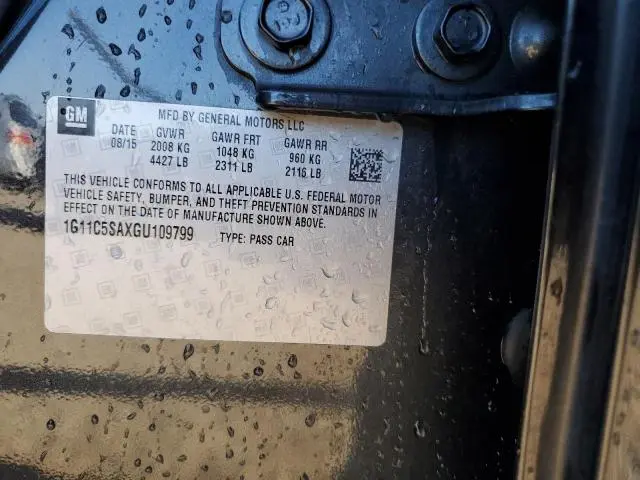 GM
MFD BY GENERAL MOTORS LLC
DATE GVWR GAWR FRT GAWR RR
08/15 2008 KG 1048 KG 960 KG
4427 LB 2311 LB 2116 LB
THIS VEHICLE CONFORMS TO ALL APPLICABLE U.S. FEDERAL MOTOR
VEHICLE SAFETY, BUMPER, AND THEFT PREVENTION STANDARDS IN
EFFECT ON THE DATE OF MANUFACTURE SHOWN ABOVE.
1G11C5SAXGU109799 TYPE: PASS CAR